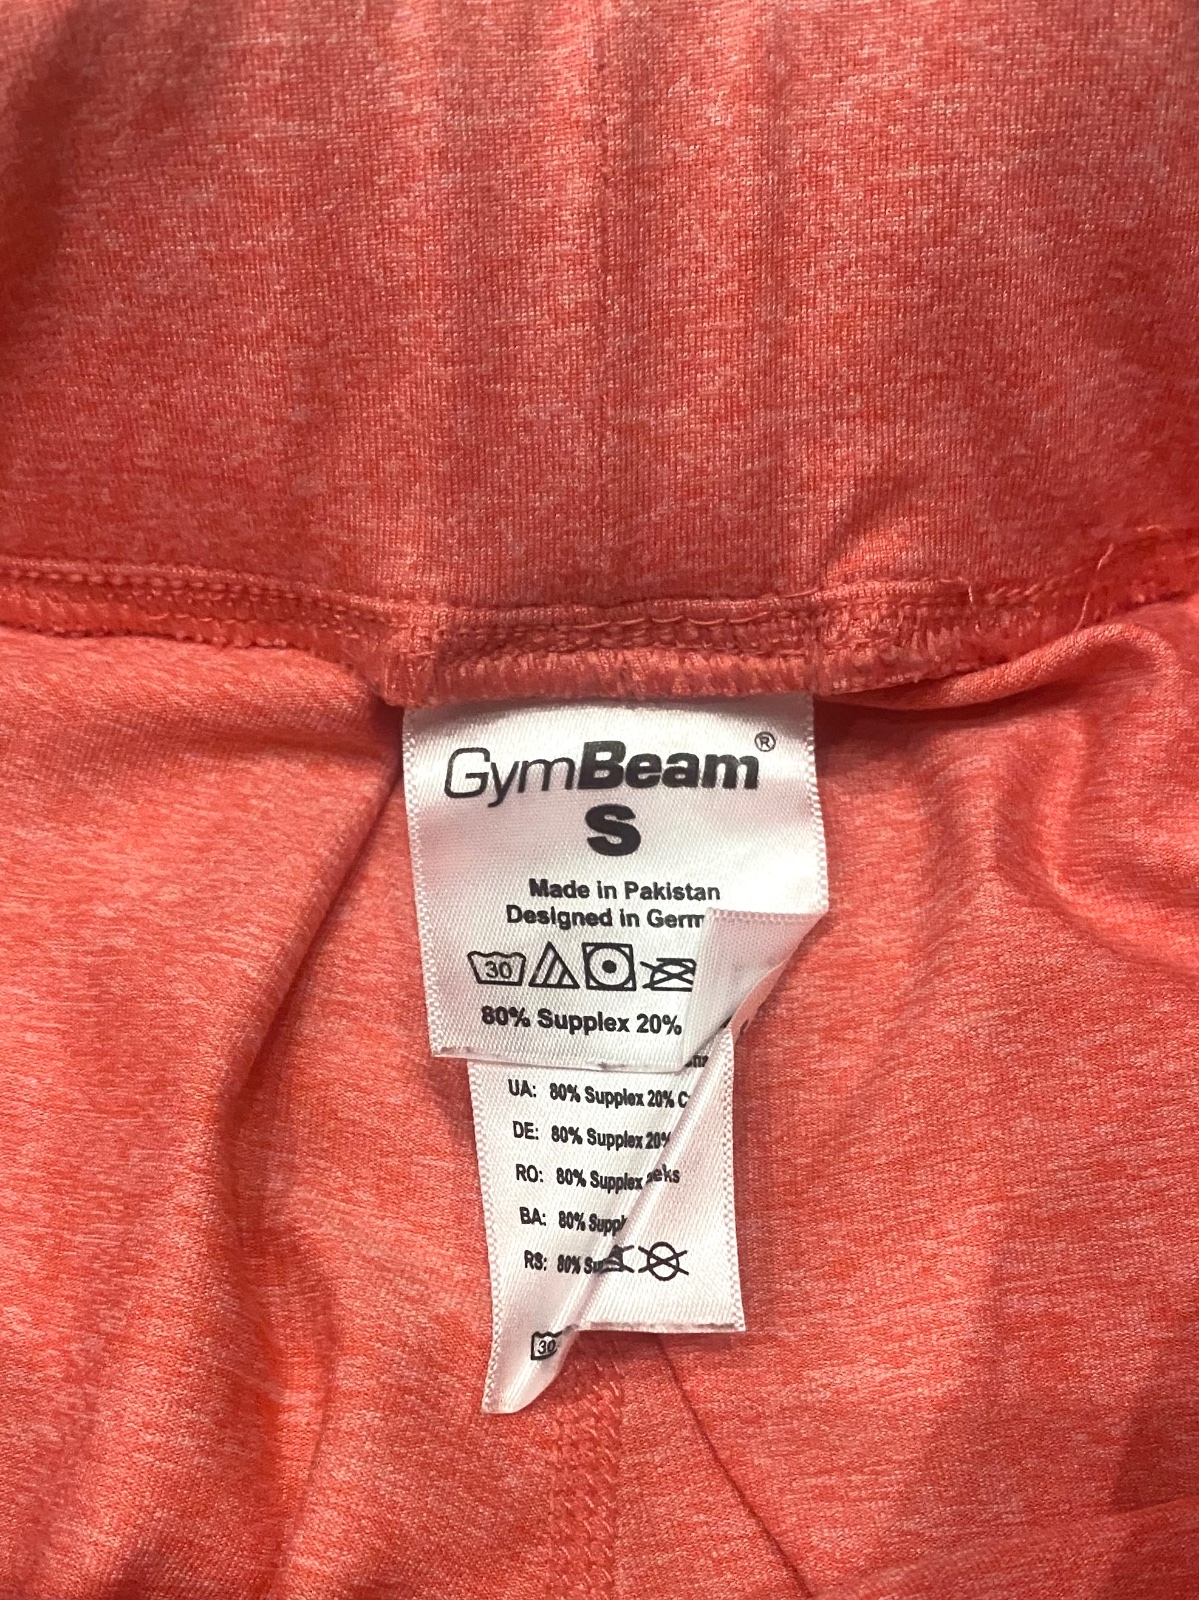 GymBeam®
S
Made in Pakistan
Designed in Germ
30
80% Supplex 20%
UA: 80% Supplex 20%
DE: 80% Supplex 20%
RO: 80% Supplex
BA: 80%
RS: 80%
30